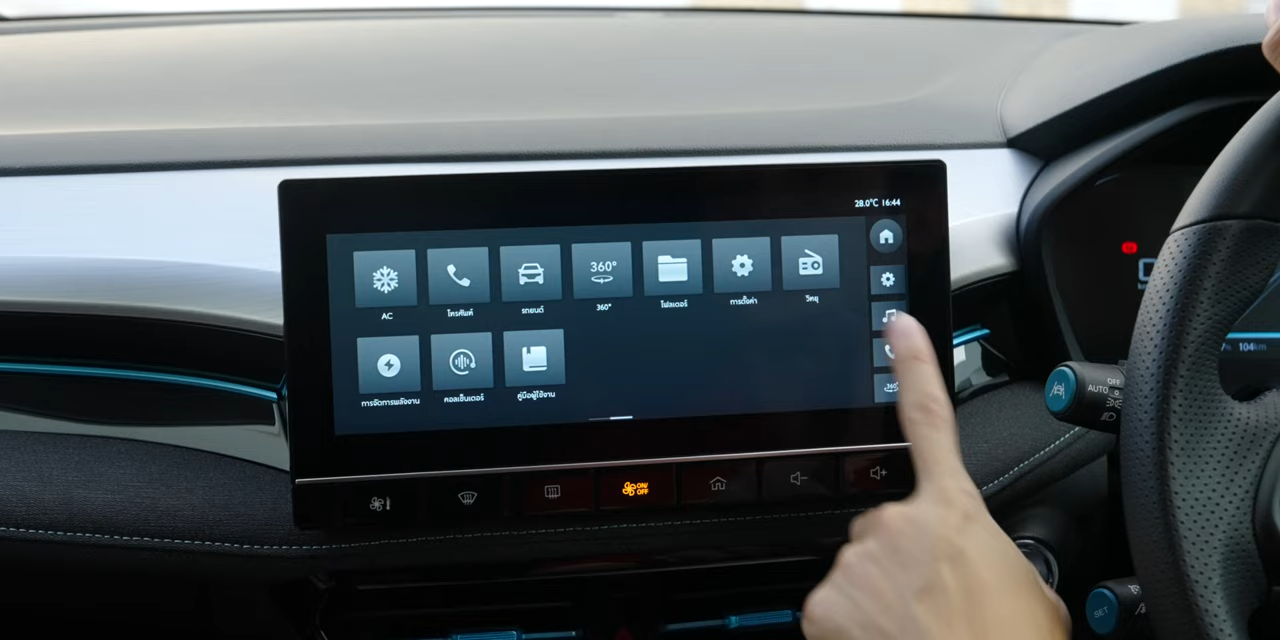 28.0°C 16:44
360°
AC
โทรศัพท์
รถยนต์
360°
โฟลเดอร์
การตั้งค่า
วิทยุ
การจัดการพลังงาน
คอลเซ็นเตอร์
คู่มือผู้ใช้งาน
360°
ON/
OFF
OFF
AUTO
104km
SET